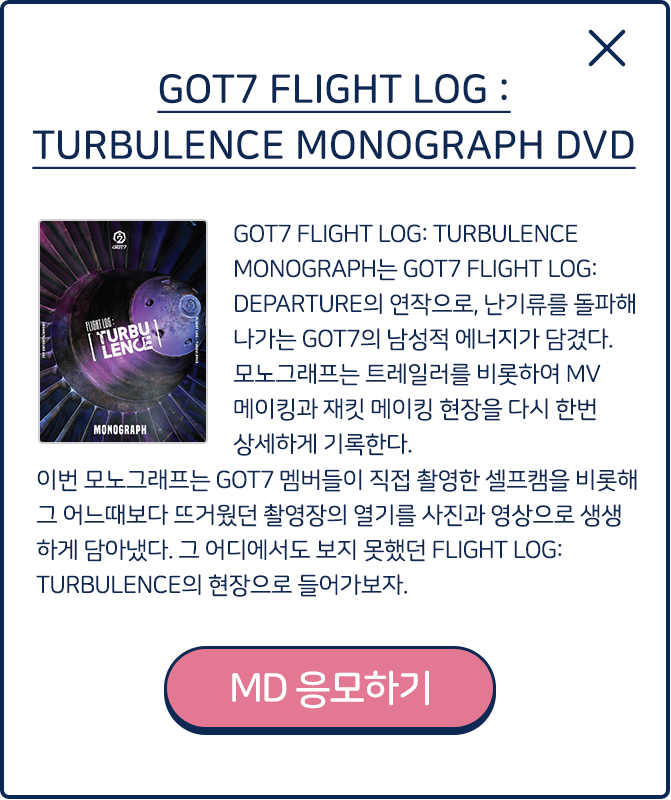 GOT7 FLIGHT LOG :
TURBULENCE MONOGRAPH DVD
GOT7
FLIGHT LOG :
[ TURBU
LENCE ]
MONOGRAPH
GOT7 FLIGHT LOG: TURBULENCE
MONOGRAPH는 GOT7 FLIGHT LOG:
DEPARTURE의 연작으로, 난기류를 돌파해
나가는 GOT7의 남성적 에너지가 담겼다.
모노그래프는 트레일러를 비롯하여 MV
메이킹과 재킷 메이킹 현장을 다시 한번
상세하게 기록한다.
이번 모노그래프는 GOT7 멤버들이 직접 촬영한 셀프캠을 비롯해
그 어느때보다 뜨거웠던 촬영장의 열기를 사진과 영상으로 생생
하게 담아냈다. 그 어디에서도 보지 못했던 FLIGHT LOG:
TURBULENCE의 현장으로 들어가보자.
MD 응모하기